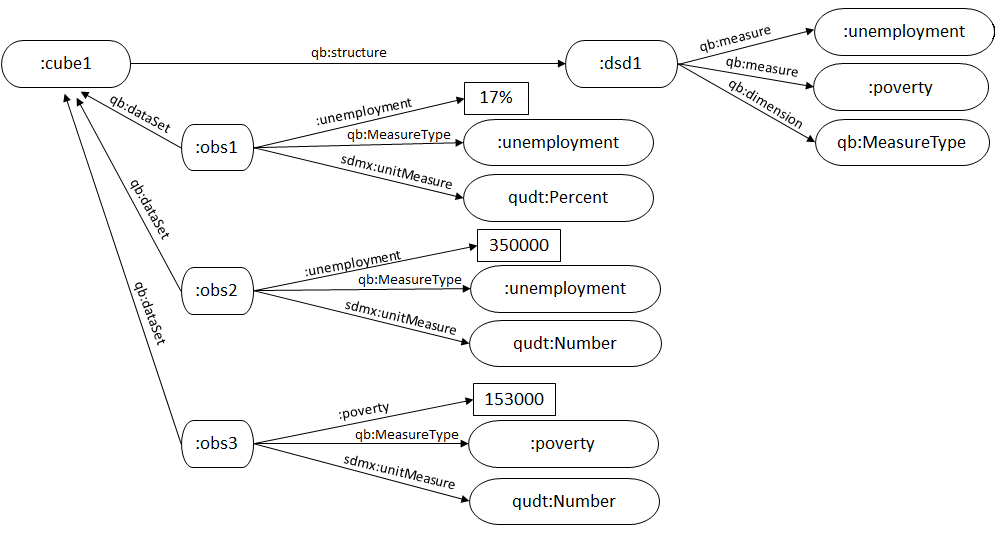 :cube1
qb:structure
:dsd1
qb:measure
:unemployment
qb:measure
:poverty
qb:dimension
qb:MeasureType
qb:dataSet
:obs1
:unemployment
17%
qb:MeasureType
:unemployment
sdmx:unitMeasure
qudt:Percent
qb:dataSet
:obs2
:unemployment
350000
qb:MeasureType
:unemployment
sdmx:unitMeasure
qudt:Number
qb:dataSet
:obs3
:poverty
153000
qb:MeasureType
:poverty
sdmx:unitMeasure
qudt:Number